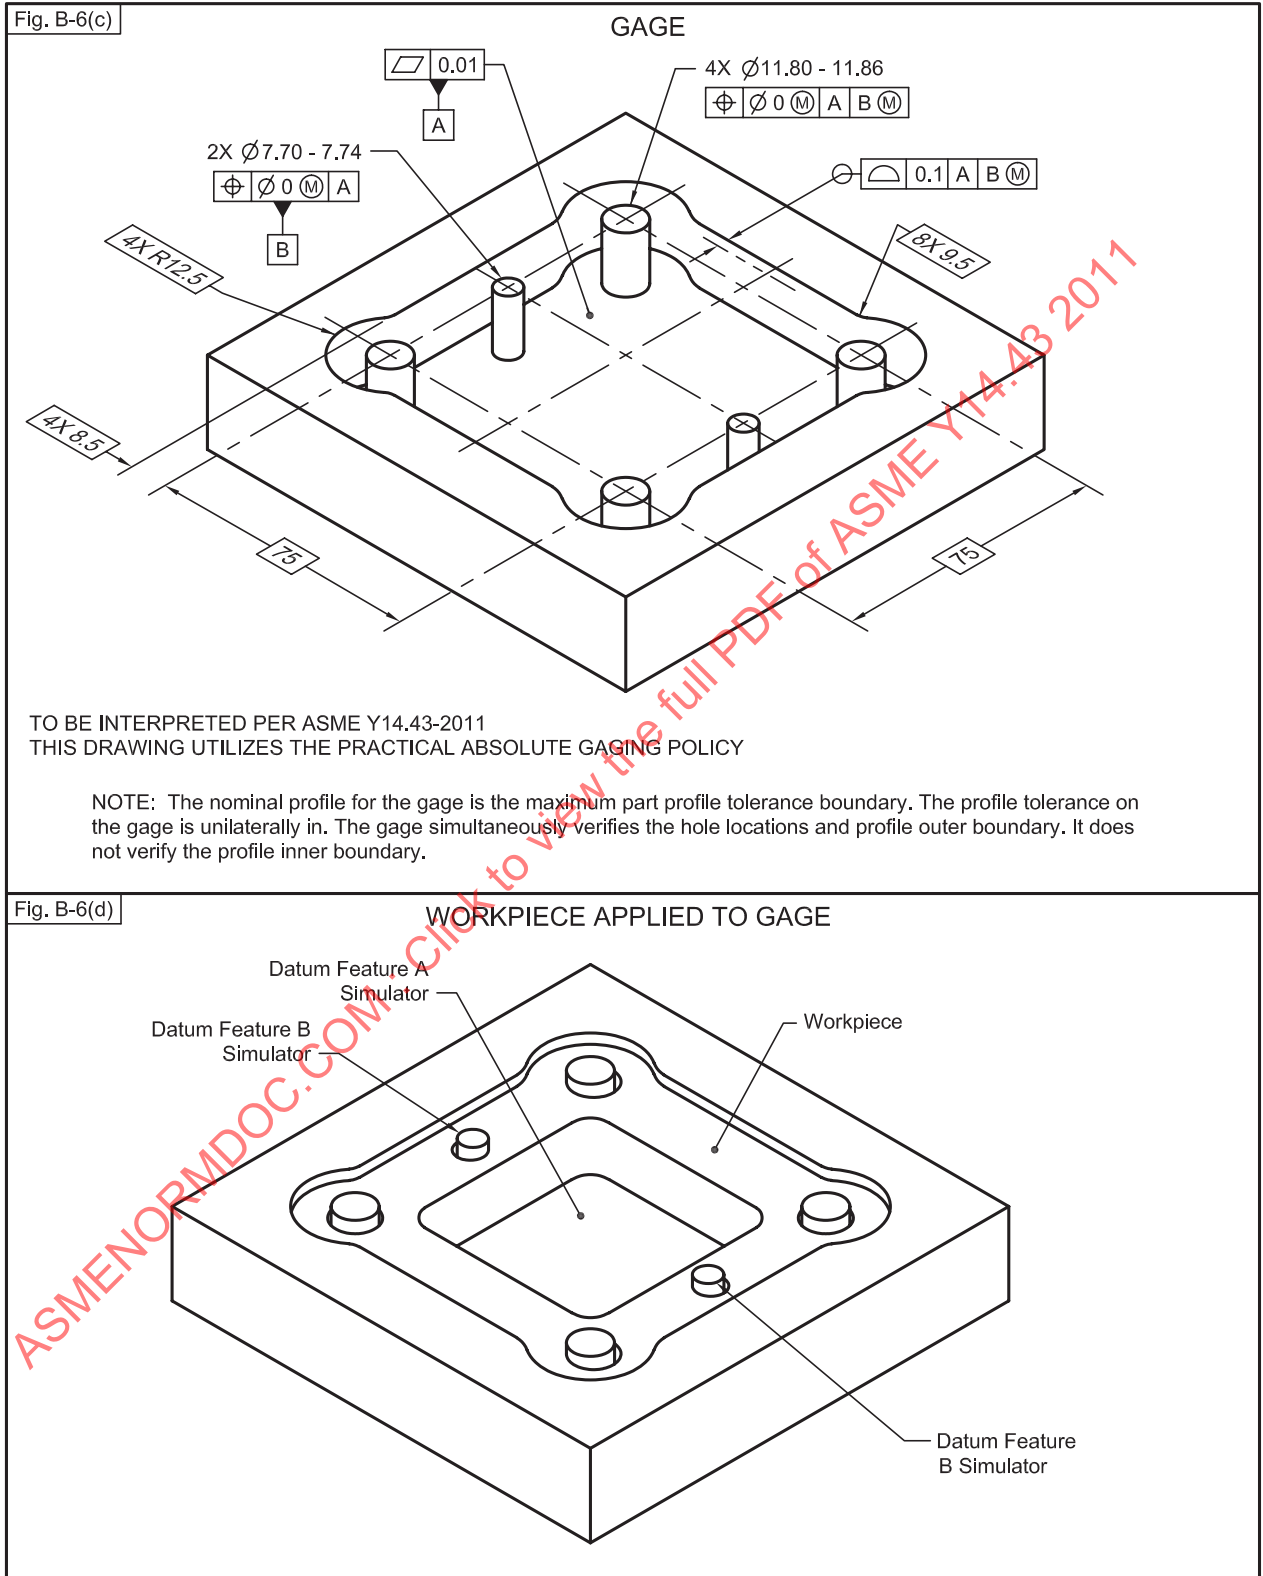 Fig. B-6(c)
GAGE
⏥ 0.01
A
4X Ø11.80 - 11.86
⌖ Ø 0 Ⓜ A B Ⓜ
2X Ø7.70 - 7.74
⌖ Ø 0 Ⓜ A
B
⌓ 0.1 A B Ⓜ
4X R12.5
8X 9.5
4X 8.5
75
75
TO BE INTERPRETED PER ASME Y14.43-2011
THIS DRAWING UTILIZES THE PRACTICAL ABSOLUTE GAGING POLICY
NOTE: The nominal profile for the gage is the maximum part profile tolerance boundary. The profile tolerance on
the gage is unilaterally in. The gage simultaneously verifies the hole locations and profile outer boundary. It does
not verify the profile inner boundary.
Fig. B-6(d)
WORKPIECE APPLIED TO GAGE
Datum Feature A
Simulator
Datum Feature B
Simulator
Workpiece
Datum Feature
B Simulator
ASMENORMDOC.COM : Click to view the full PDF of ASME Y14.43 2011